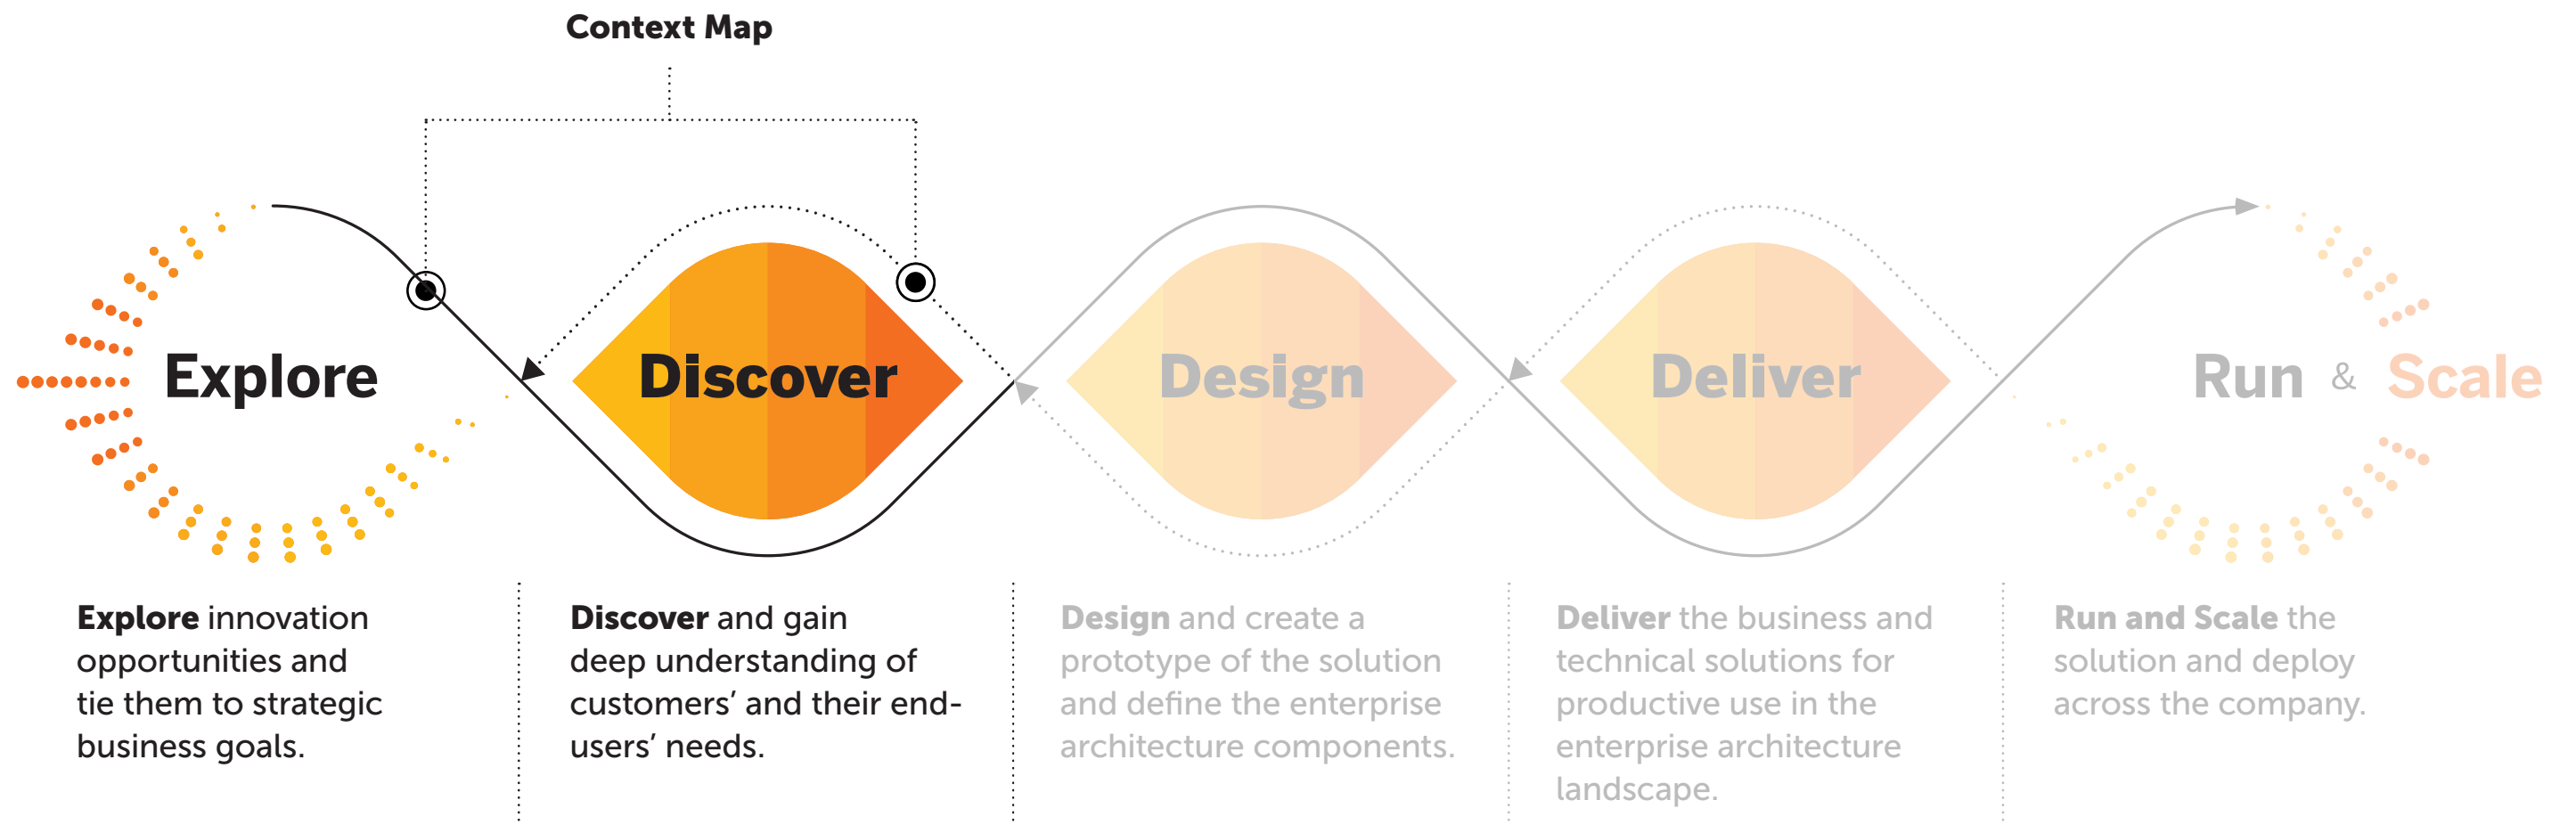 Context Map
Explore
Discover
Design
Deliver
Run & Scale
Explore innovation
opportunities and
tie them to strategic
business goals.
Discover and gain
deep understanding of
customers’ and their end-
users’ needs.
Design and create a
prototype of the solution
and define the enterprise
architecture components.
Deliver the business and
technical solutions for
productive use in the
enterprise architecture
landscape.
Run and Scale the
solution and deploy
across the company.